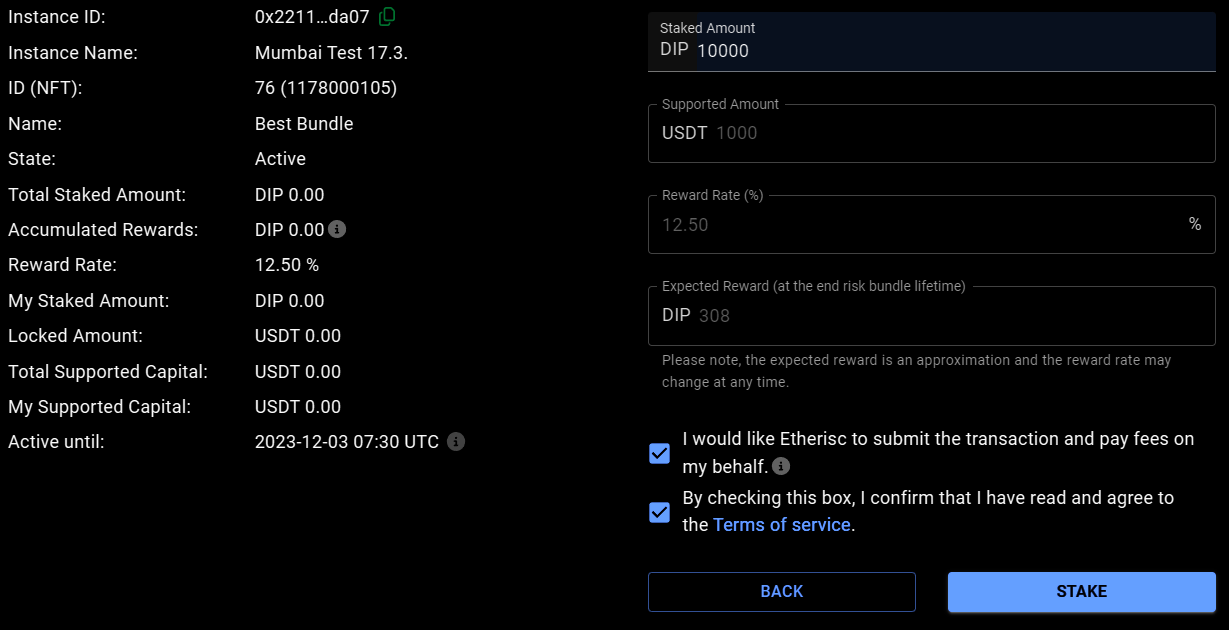 Instance ID: 0x2211...da07
Instance Name: Mumbai Test 17.3.
ID (NFT): 76 (1178000105)
Name: Best Bundle
State: Active
Total Staked Amount: DIP 0.00
Accumulated Rewards: DIP 0.00
Reward Rate: 12.50 %
My Staked Amount: DIP 0.00
Locked Amount: USDT 0.00
Total Supported Capital: USDT 0.00
My Supported Capital: USDT 0.00
Active until: 2023-12-03 07:30 UTC
Staked Amount
DIP 10000
Supported Amount
USDT 1000
Reward Rate (%)
12.50 %
Expected Reward (at the end risk bundle lifetime)
DIP 308
Please note, the expected reward is an approximation and the reward rate may
change at any time.
I would like Etherisc to submit the transaction and pay fees on
my behalf.
By checking this box, I confirm that I have read and agree to
the Terms of service.
BACK STAKE